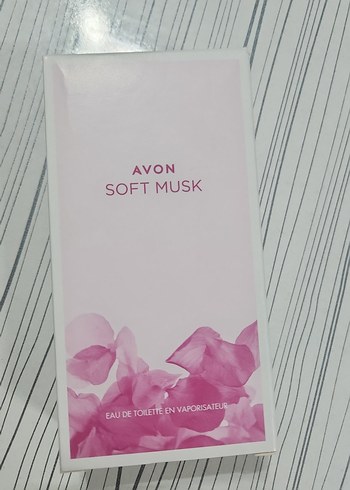 AVON
SOFT MUSK
EAU DE TOILETTE EN VAPORISATEUR